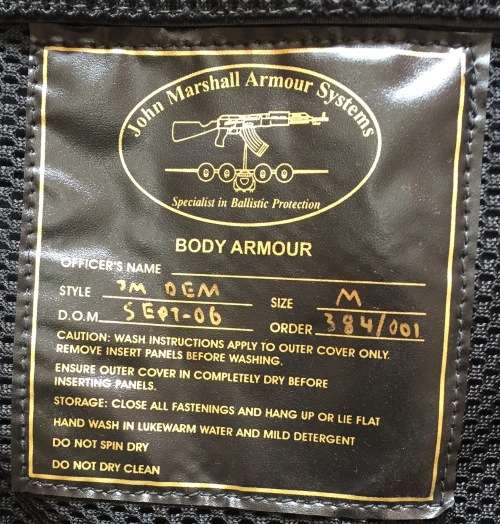 John Marshall Armour Systems
Specialist in Ballistic Protection
BODY ARMOUR
OFFICER'S NAME
STYLE JM OEM SIZE M
D.O.M. SEPT-06 ORDER 384/001
CAUTION: WASH INSTRUCTIONS APPLY TO OUTER COVER ONLY.
REMOVE INSERT PANELS BEFORE WASHING.
ENSURE OUTER COVER IN COMPLETELY DRY BEFORE
INSERTING PANELS.
STORAGE: CLOSE ALL FASTENINGS AND HANG UP OR LIE FLAT
HAND WASH IN LUKEWARM WATER AND MILD DETERGENT
DO NOT SPIN DRY
DO NOT DRY CLEAN